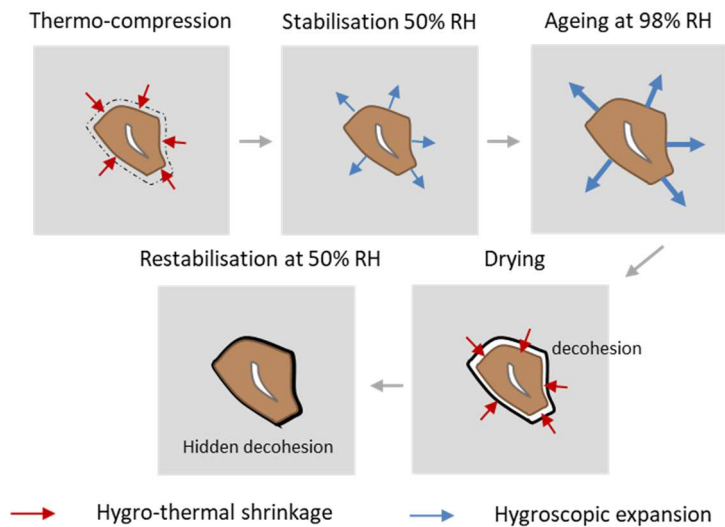 Thermo-compression
Stabilisation 50% RH
Ageing at 98% RH
Restabilisation at 50% RH
Drying
decohesion
Hidden decohesion
Hygro-thermal shrinkage
Hygroscopic expansion